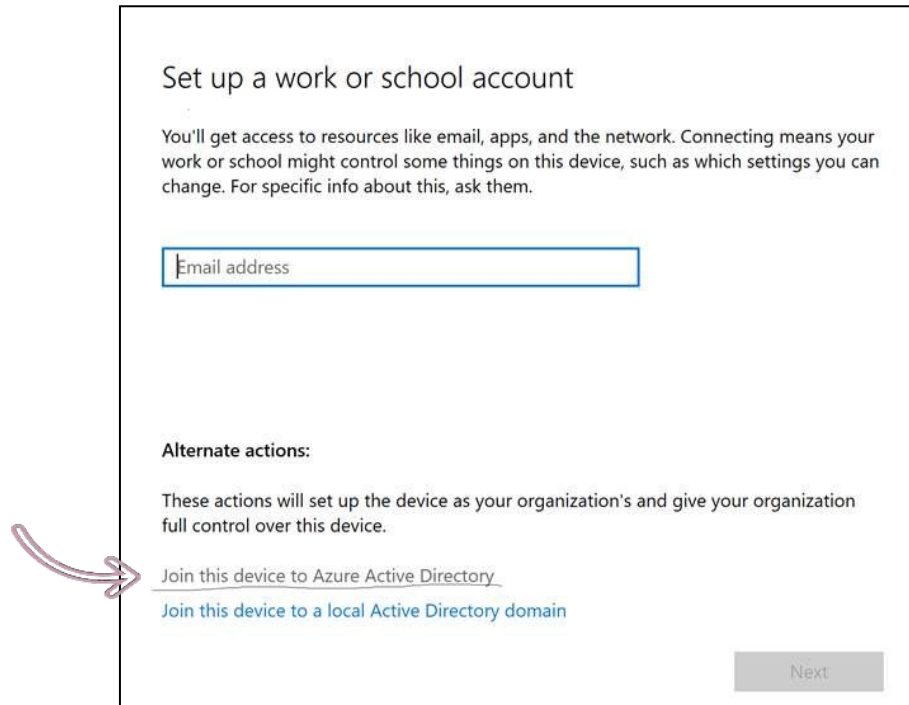 Set up a work or school account
You'll get access to resources like email, apps, and the network. Connecting means your
work or school might control some things on this device, such as which settings you can
change. For specific info about this, ask them.
Email address
Alternate actions:
These actions will set up the device as your organization's and give your organization
full control over this device.
Join this device to Azure Active Directory
Join this device to a local Active Directory domain
Next